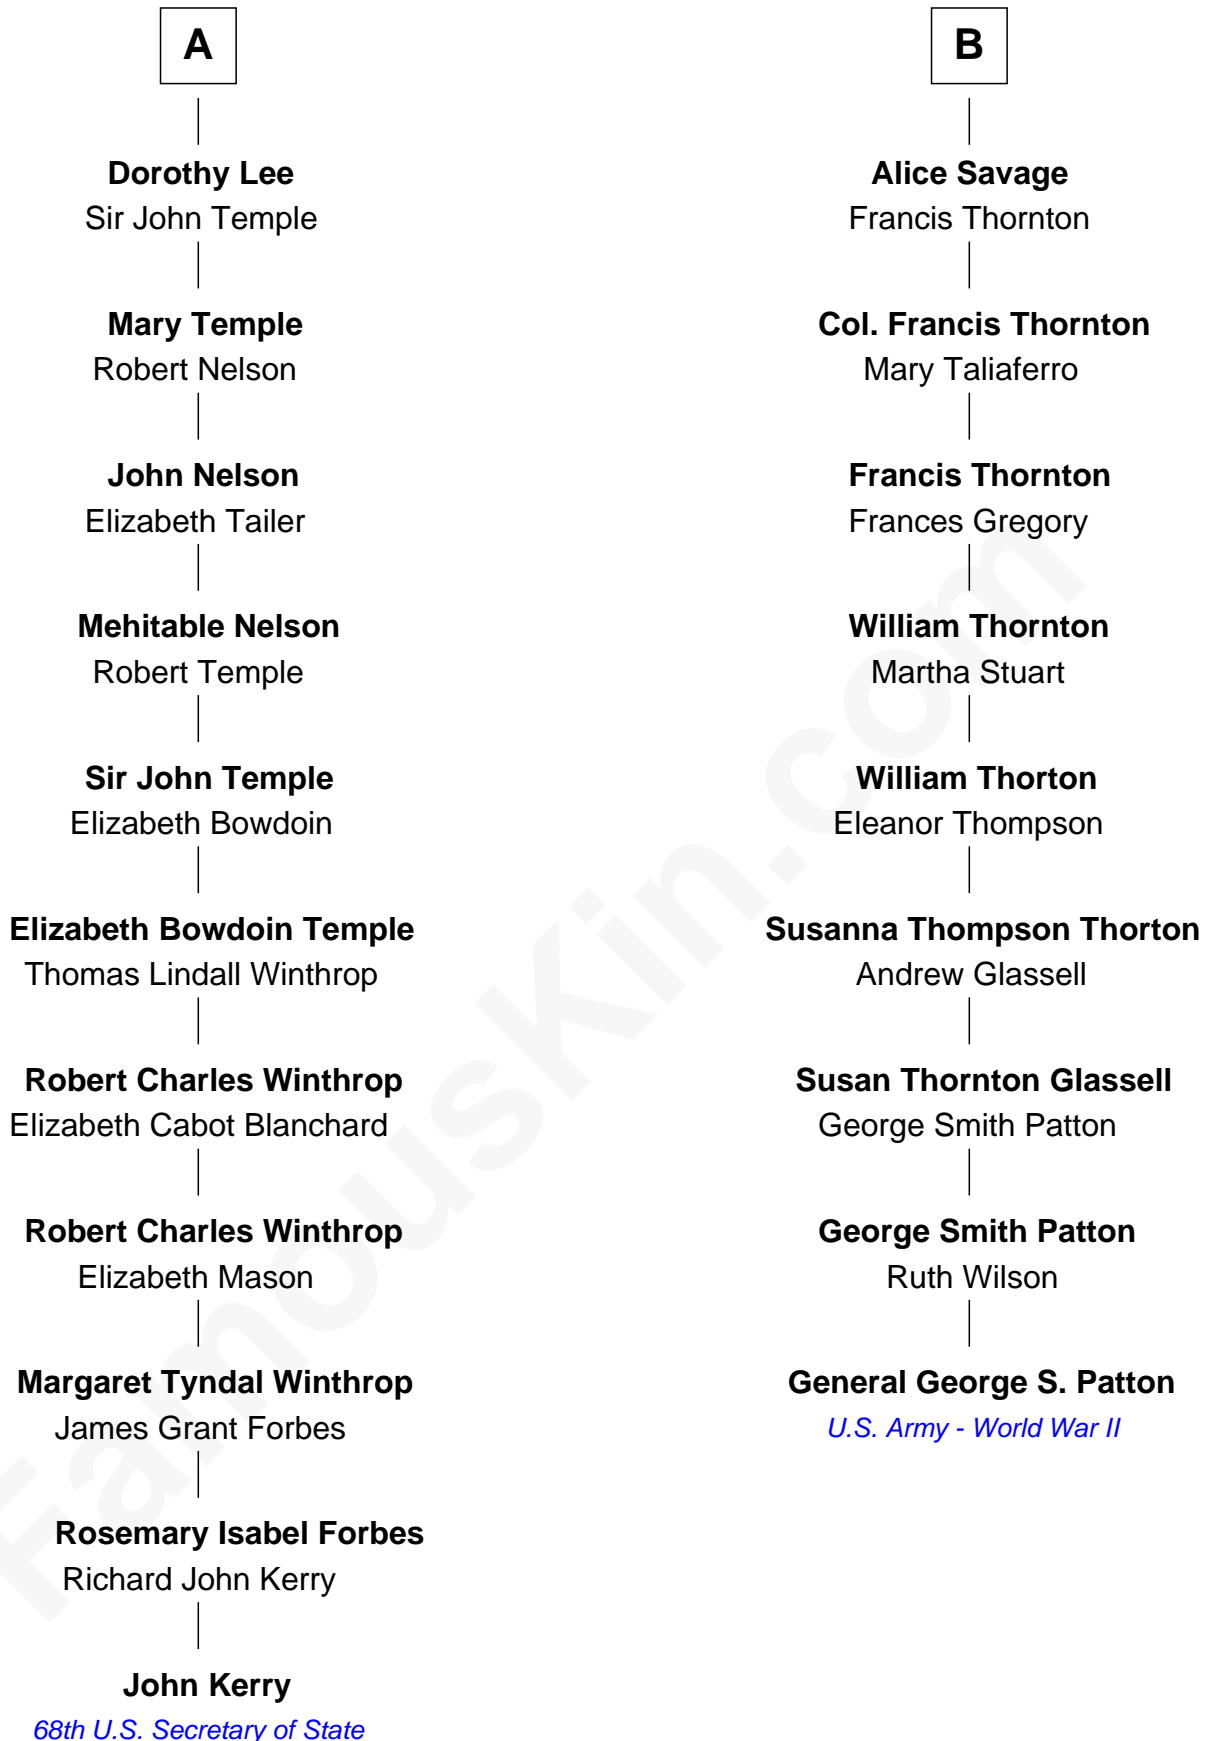 A
Dorothy Lee
Sir John Temple
Mary Temple
Robert Nelson
John Nelson
Elizabeth Tailer
Mehitable Nelson
Robert Temple
Sir John Temple
Elizabeth Bowdoin
Elizabeth Bowdoin Temple
Thomas Lindall Winthrop
Robert Charles Winthrop
Elizabeth Cabot Blanchard
Robert Charles Winthrop
Elizabeth Mason
Margaret Tyndal Winthrop
James Grant Forbes
Rosemary Isabel Forbes
Richard John Kerry
John Kerry
68th U.S. Secretary of State
B
Alice Savage
Francis Thornton
Col. Francis Thornton
Mary Taliaferro
Francis Thornton
Frances Gregory
William Thornton
Martha Stuart
William Thorton
Eleanor Thompson
Susanna Thompson Thorton
Andrew Glassell
Susan Thornton Glassell
George Smith Patton
George Smith Patton
Ruth Wilson
General George S. Patton
U.S. Army - World War II
FamousKin.com